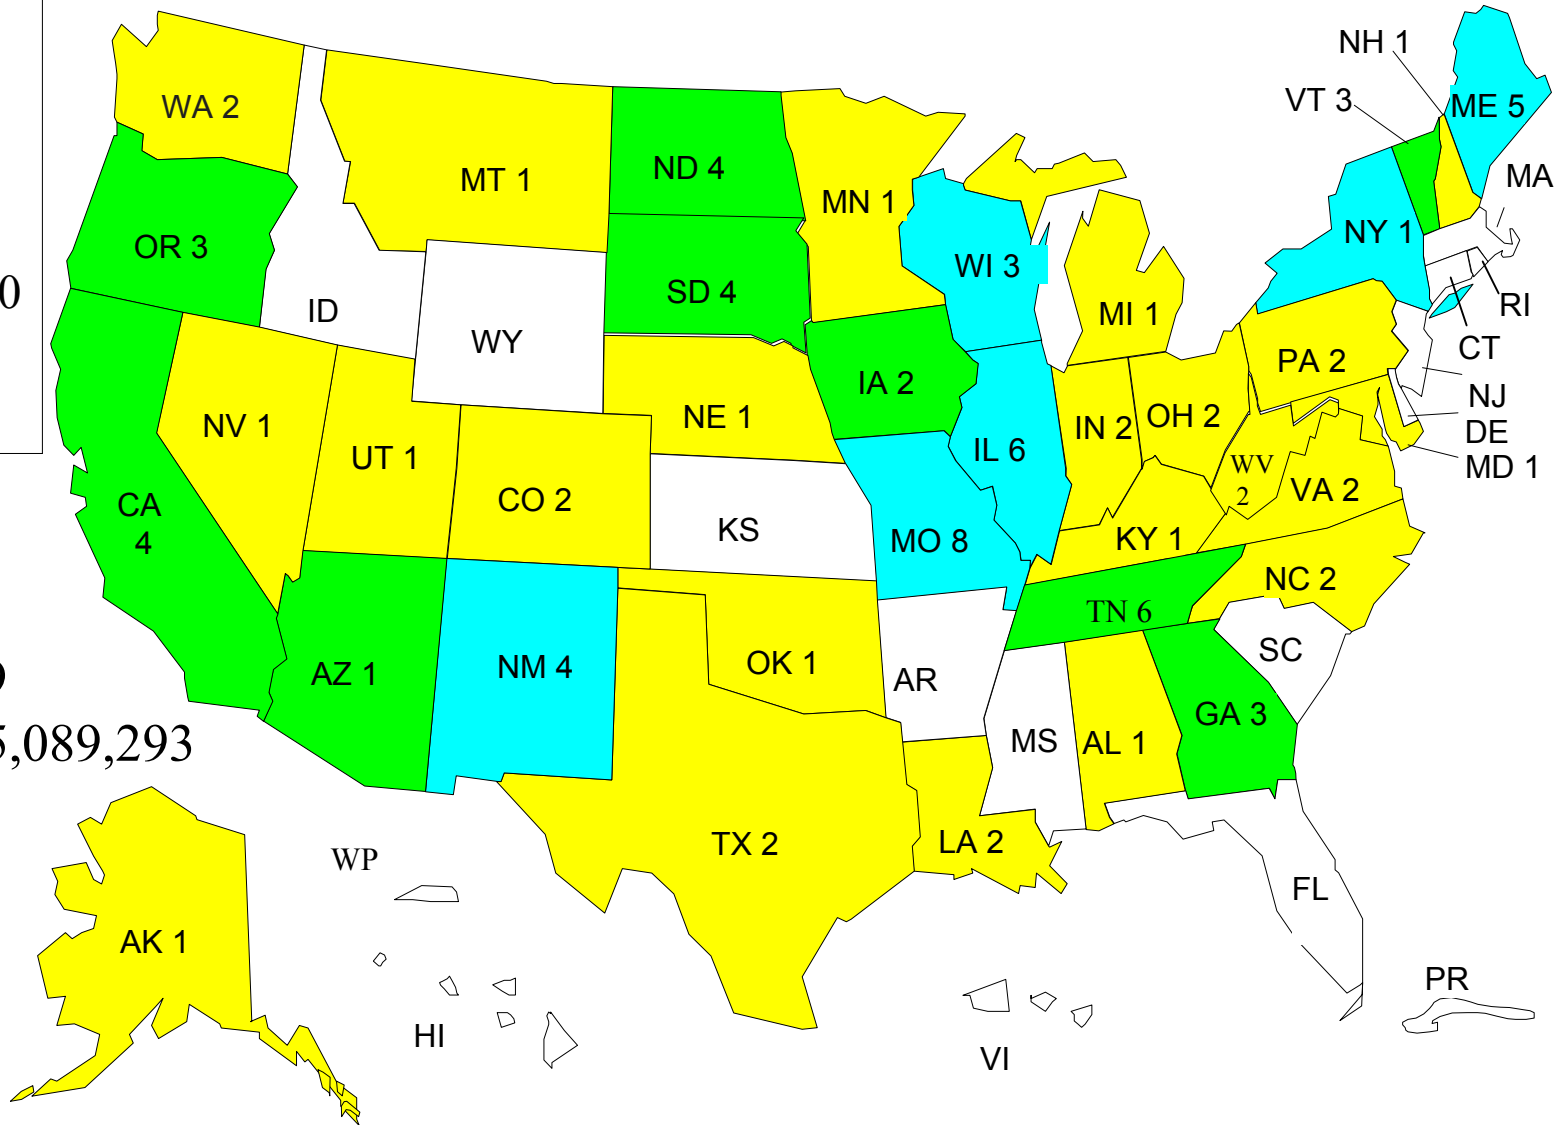 NH 1
VT 3
ME 5
WA 2
MT 1
ND 4
MN 1
MA
OR 3
NY 1
WI 3
SD 4
0
ID
WY
MI 1
RI
CT
PA 2
IA 2
NE 1
NV 1
UT 1
IN 2
OH 2
NJ
DE
MD 1
IL 6
WV
2
VA 2
CO 2
CA
4
KS
MO 8
KY 1
NC 2
TN 6
SC
OK 1
NM 4
AZ 1
AR
GA 3
MS
AL 1
5,089,293
TX 2
LA 2
WP
FL
AK 1
PR
HI
VI